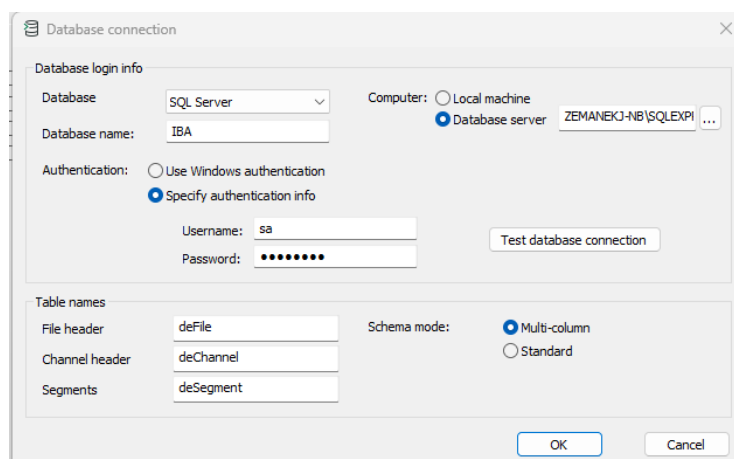 Database connection
Database login info
Database SQL Server Computer: Local machine
Database name: IBA Database server ZEMANEKJ-NB\SQLEXPI ...
Authentication: Use Windows authentication
Specify authentication info
Username: sa
Test database connection
Password: ••••••••
Table names
File header deFile Schema mode: Multi-column
Channel header deChannel Standard
Segments deSegment
OK Cancel